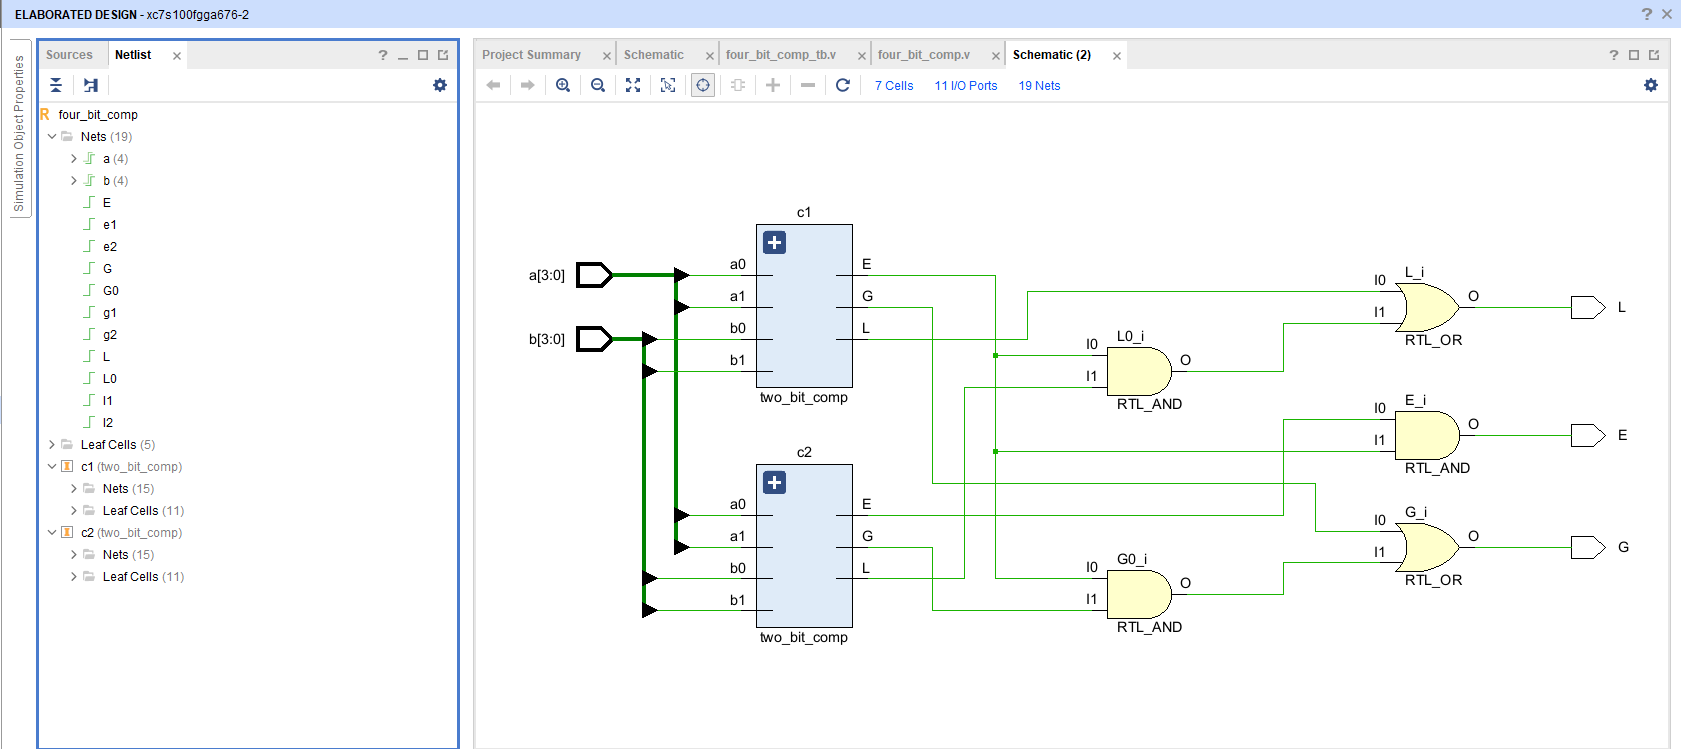 ELABORATED DESIGN - xc7s100fgga676-2
Simulation Object Properties
Sources
Netlist
four_bit_comp
Nets (19)
a (4)
b (4)
E
e1
e2
G
G0
g1
g2
L
L0
l1
l2
Leaf Cells (5)
c1 (two_bit_comp)
Nets (15)
Leaf Cells (11)
c2 (two_bit_comp)
Nets (15)
Leaf Cells (11)
Project Summary
Schematic
four_bit_comp_tb.v
four_bit_comp.v
Schematic (2)
7 Cells
11 I/O Ports
19 Nets
a[3:0]
b[3:0]
c1
a0
a1
b0
b1
E
G
L
two_bit_comp
c2
a0
a1
b0
b1
E
G
L
two_bit_comp
L0_i
I0
I1
O
RTL_AND
G0_i
I0
I1
O
RTL_AND
L_i
I0
I1
O
RTL_OR
L
E_i
I0
I1
O
RTL_AND
E
G_i
I0
I1
O
RTL_OR
G